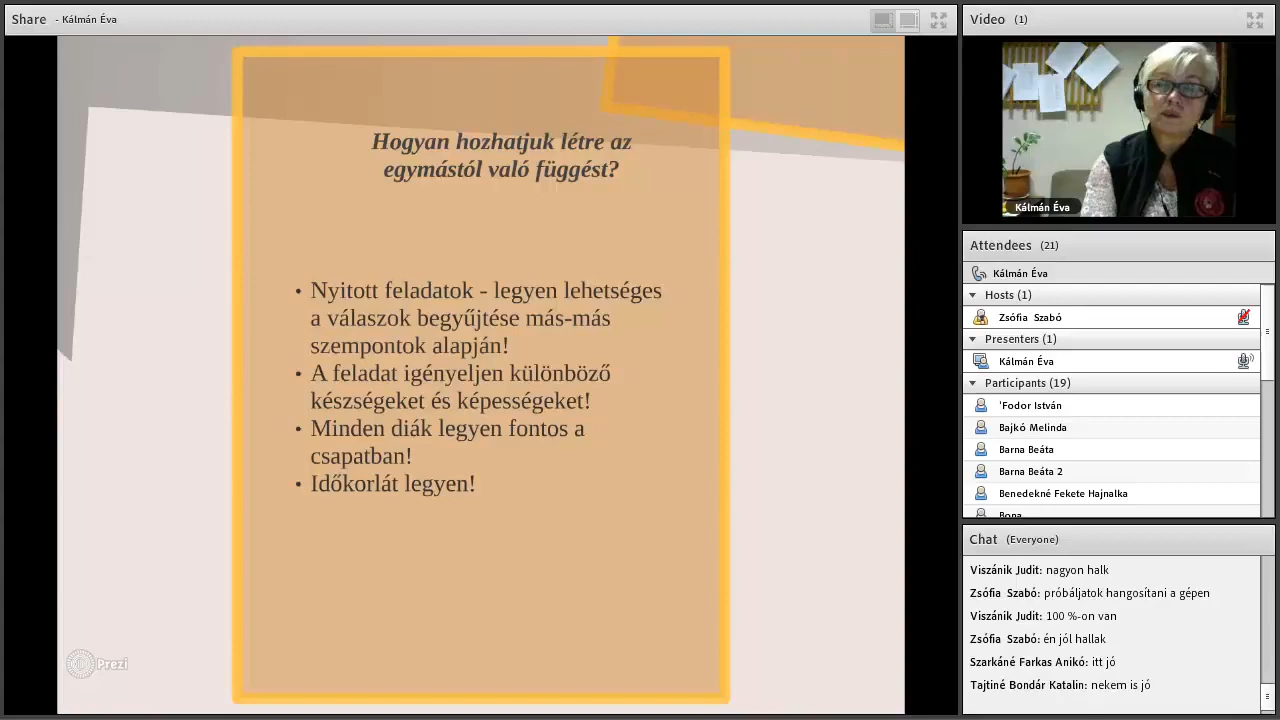 Share - Kálmán Éva
Hogyan hozhatjuk létre az
egymástól való függést?
• Nyitott feladatok - legyen lehetséges
a válaszok begyűjtése más-más
szempontok alapján!
• A feladat igényeljen különböző
készségeket és képességeket!
• Minden diák legyen fontos a
csapatban!
• Időkorlát legyen!
Prezi
Video (1)
Kálmán Éva
Attendees (21)
Kálmán Éva
Hosts (1)
Zsófia Szabó
Presenters (1)
Kálmán Éva
Participants (19)
'Fodor István
Bajkó Melinda
Barna Beáta
Barna Beáta 2
Benedekné Fekete Hajnalka
Bona
Chat (Everyone)
Viszánik Judit: nagyon halk
Zsófia Szabó: próbáljatok hangosítani a gépen
Viszánik Judit: 100 %-on van
Zsófia Szabó: én jól hallak
Szarkáné Farkas Anikó: itt jó
Tajtiné Bondár Katalin: nekem is jó